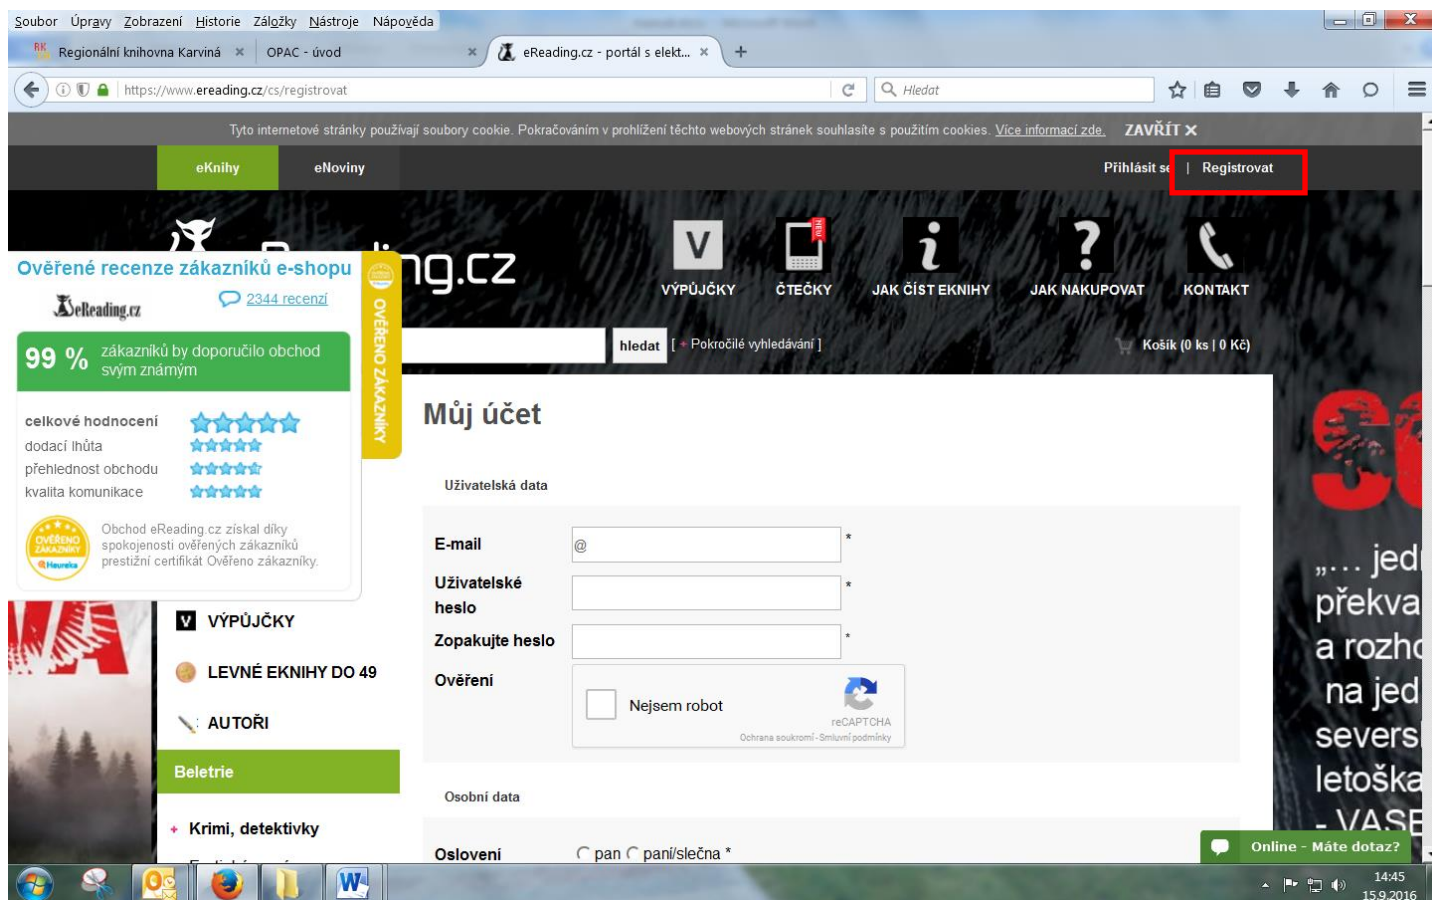 Soubor Úpravy Zobrazení Historie Záložky Nástroje Nápověda
Regionální knihovna Karviná
OPAC - úvod
eReading.cz - portál s elekt...
https://www.ereading.cz/cs/registrovat
Hledat
Tyto internetové stránky používají soubory cookie. Pokračováním v prohlížení těchto webových stránek souhlasíte s použitím cookies. Více informací zde. ZAVŘÍT X
eKnihy eNoviny
Přihlásit se | Registrovat
ng.cz
V
NEW
VÝPŮJČKY ČTEČKY JAK ČÍST EKNIHY JAK NAKUPOVAT KONTAKT
hledat [ + Pokročilé vyhledávání ]
Košík (0 ks | 0 Kč)
Ověřené recenze zákazníků e-shopu
eReading.cz
2344 recenzí
99 % zákazníků by doporučilo obchod
svým známým
celkové hodnocení
dodací lhůta
přehlednost obchodu
kvalita komunikace
OVĚŘENO
ZÁKAZNÍKY
Heureka
Obchod eReading.cz získal díky
spokojenosti ověřených zákazníků
prestižní certifikát Ověřeno zákazníky.
OVĚŘENO ZÁKAZNÍKY
V VÝPŮJČKY
LEVNÉ EKNIHY DO 49
AUTOŘI
Beletrie
+ Krimi, detektivky
Můj účet
Uživatelská data
E-mail @ *
Uživatelské
heslo *
Zopakujte heslo *
Ověření
Nejsem robot
reCAPTCHA
Ochrana soukromí - Smluvní podmínky
Osobní data
Oslovení pan paní/slečna *
„... jed
překva
a rozho
na jed
severs
letoška
- VAŠE
Online - Máte dotaz?
14:45
15.9.2016